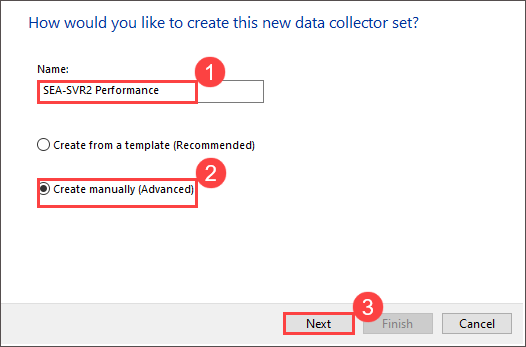 How would you like to create this new data collector set?
Name:
1
SEA-SVR2 Performance
Create from a template (Recommended)
2
Create manually (Advanced)
3
Next
Finish
Cancel